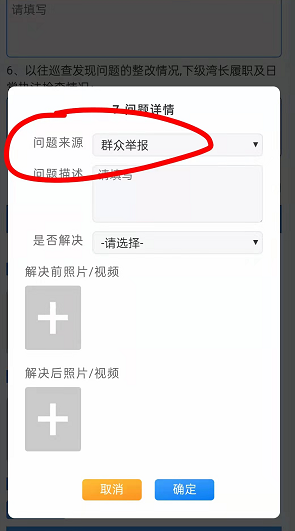 请填写
6、以往巡查发现问题的整改情况,下级湾长履职及日
问题详情
问题来源
群众举报
问题描述
请填写
是否解决
-请选择-
解决前照片/视频
解决后照片/视频
取消
确定